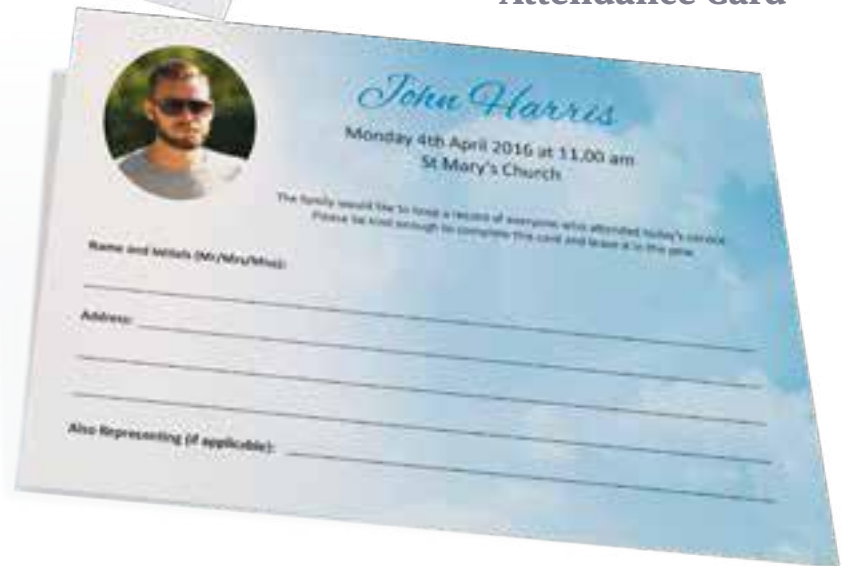 Attendance Card
John Harris
Monday 4th April 2016 at 11.00 am
St Mary's Church
The family would like to keep a record of everyone who attended today's service.
Please be kind enough to complete this card and leave it in the pew.
Name and Initials (Mr/Mrs/Miss):
Address:
Also Representing (if applicable):